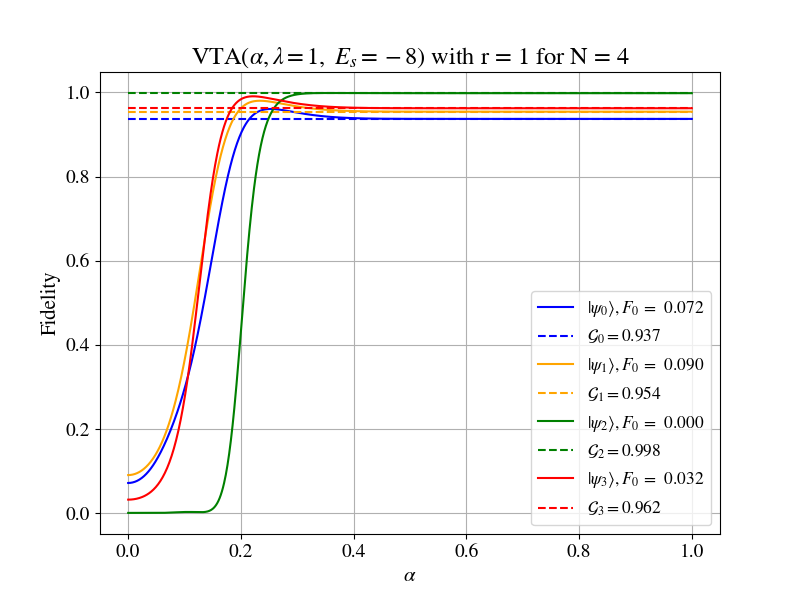 VTA(α, λ = 1, E_s = −8) with r = 1 for N = 4
Fidelity
1.0
0.8
0.6
0.4
0.2
0.0
|ψ₀⟩, F₀ = 0.072
𝒢₀ = 0.937
|ψ₁⟩, F₀ = 0.090
𝒢₁ = 0.954
|ψ₂⟩, F₀ = 0.000
𝒢₂ = 0.998
|ψ₃⟩, F₀ = 0.032
𝒢₃ = 0.962
0.0 0.2 0.4 0.6 0.8 1.0
α